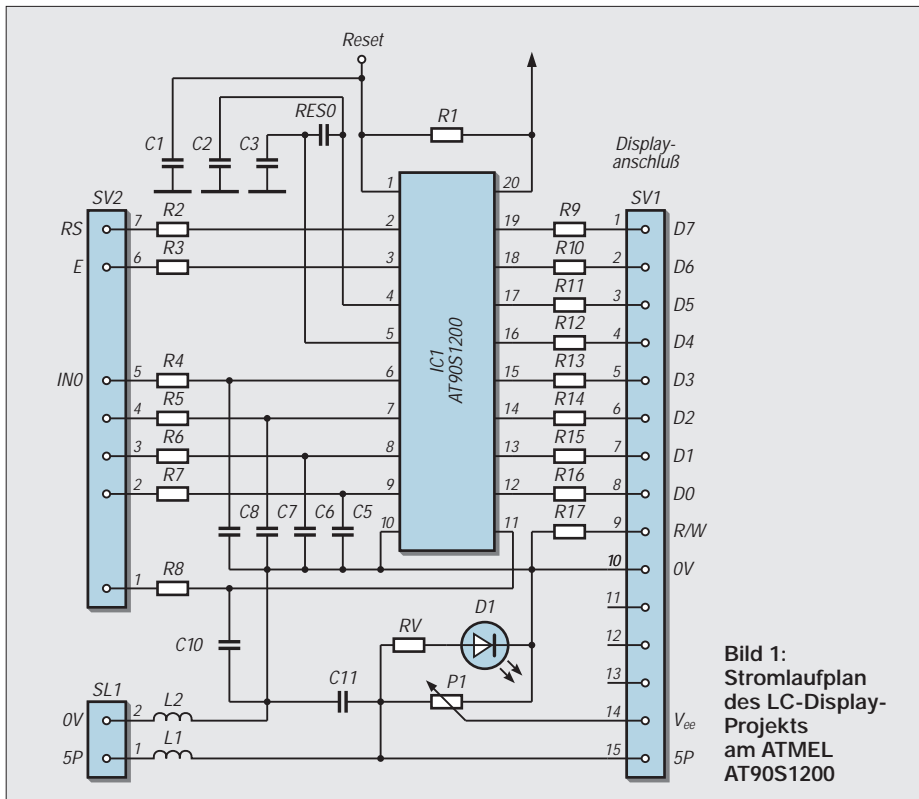 Reset
RES0
R1
C1
C2
C3
Display-
anschluß
SV2
1
20
SV1
RS
7
R2
2
19
R9
1
D7
E
6
R3
3
18
R10
2
D6
4
17
R11
3
D5
5
16
R12
4
D4
IC1
AT90S1200
IN0
5
R4
6
15
R13
5
D3
4
R5
7
14
R14
6
D2
3
R6
8
13
R15
7
D1
2
R7
9
12
R16
8
D0
C8
C7
C6
C5
10
11
R17
9
R/W
10
0V
1
R8
11
C10
RV
D1
12
13
C11
P1
SL1
0V
2
L2
14
Vee
5P
1
L1
15
5P
Bild 1:
Stromlaufplan
des LC-Display-
Projekts
am ATMEL
AT90S1200